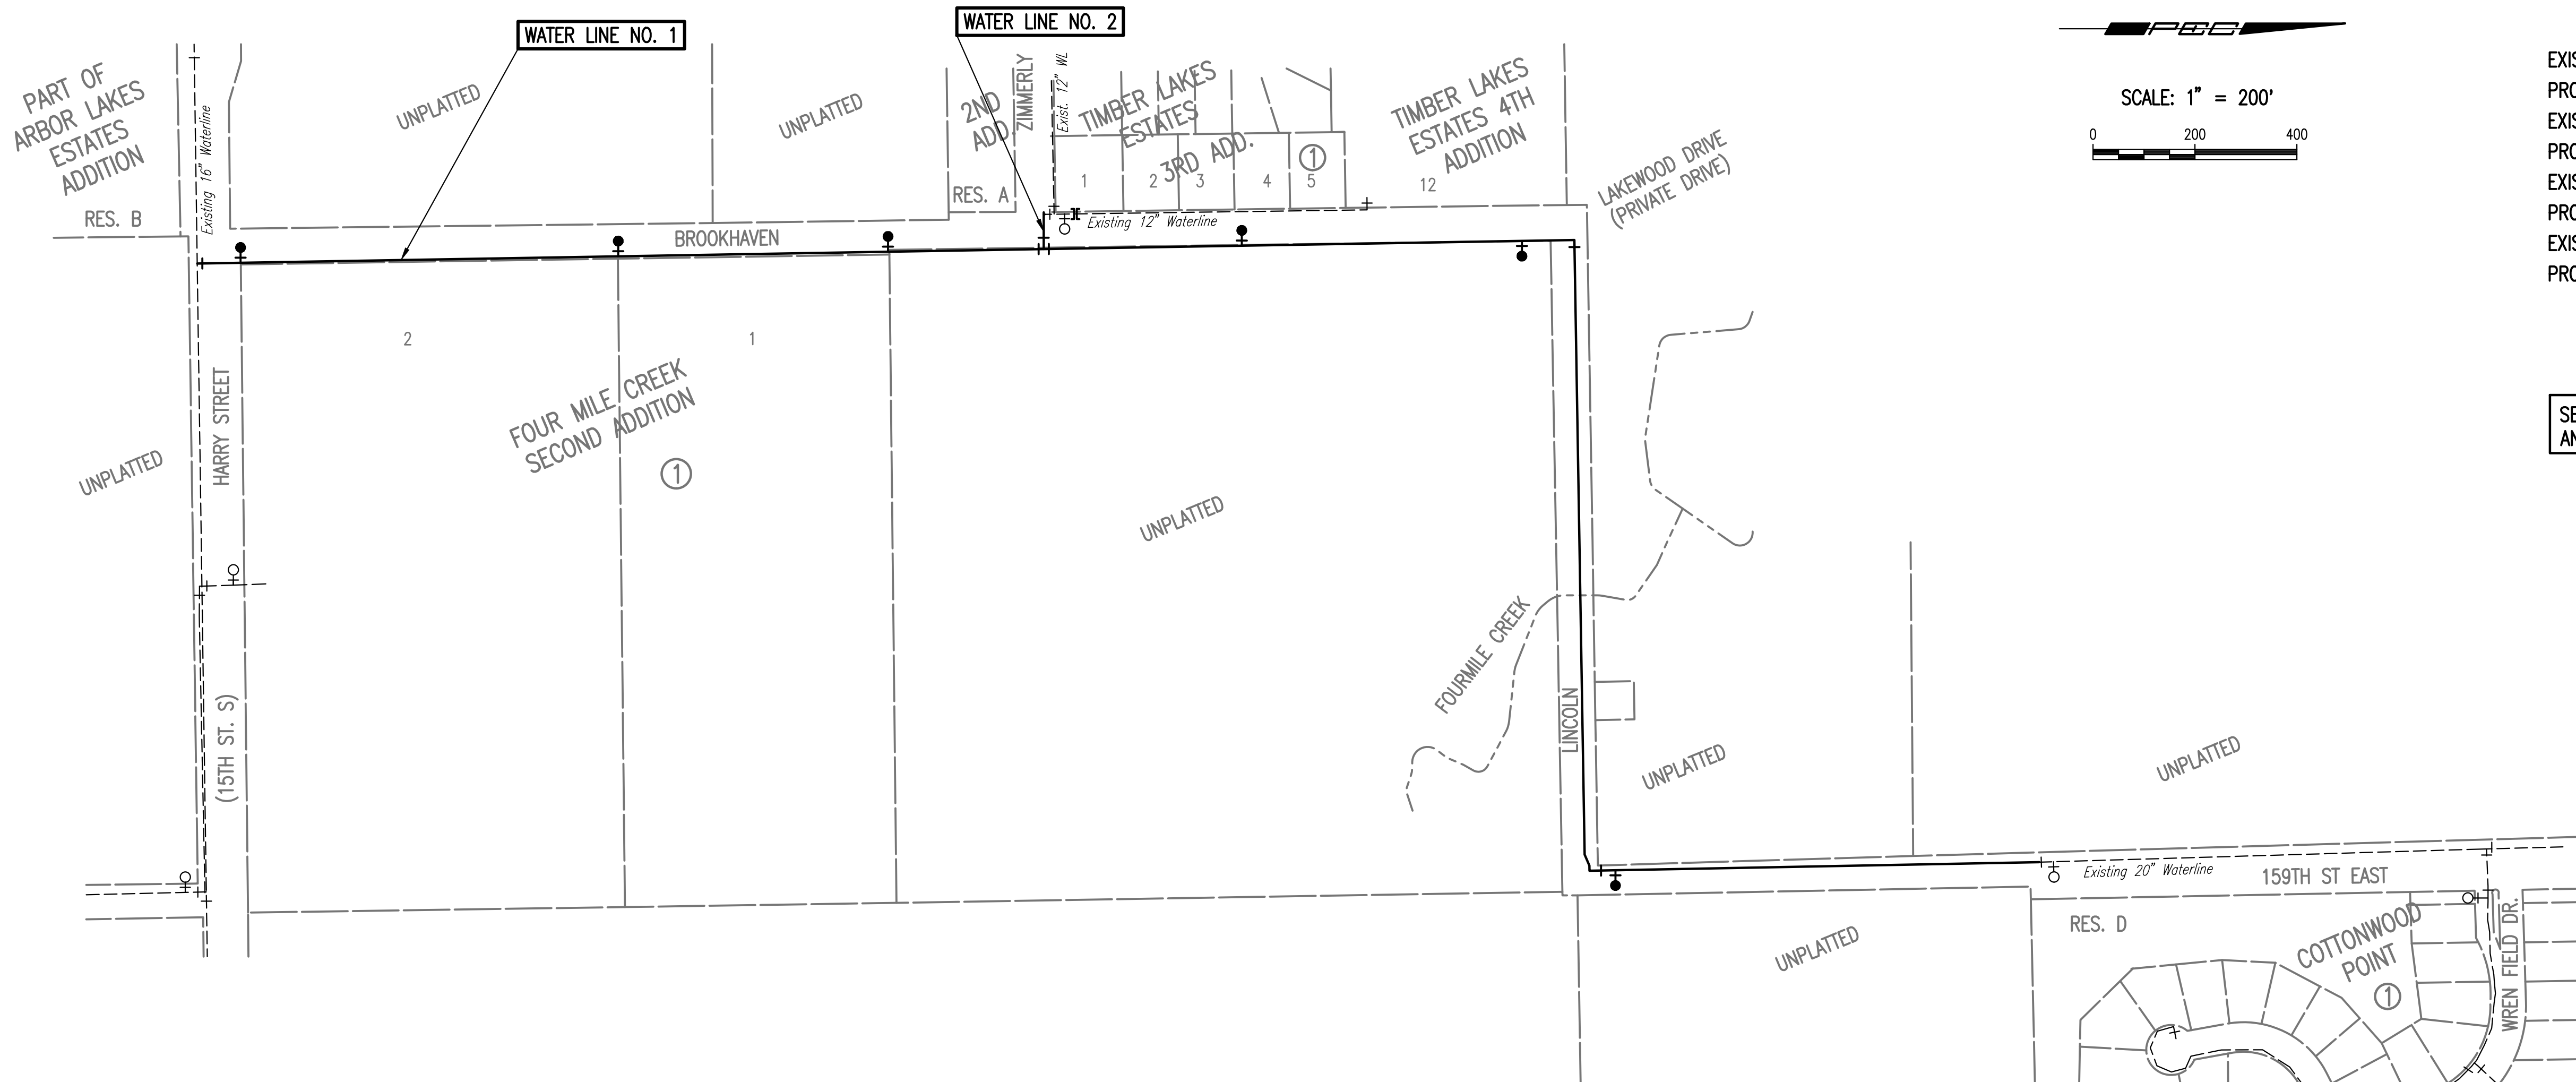 WATER LINE NO. 1
WATER LINE NO. 2
PEC
SCALE: 1" = 200'
0 200 400
PART OF
ARBOR LAKES
ESTATES
ADDITION
RES. B
Existing 16" Waterline
UNPLATTED
UNPLATTED
2ND
ADD.
RES. A
ZIMMERLY
Exist. 12" WL
TIMBER LAKES
ESTATES
3RD ADD.
1
1 2 3 4 5
TIMBER LAKES
ESTATES 4TH
ADDITION
12
LAKEWOOD DRIVE
(PRIVATE DRIVE)
BROOKHAVEN
Existing 12" Waterline
2
1
FOUR MILE CREEK
SECOND ADDITION
1
UNPLATTED
HARRY STREET
(15TH ST. S)
UNPLATTED
FOURMILE CREEK
LINCOLN
UNPLATTED
UNPLATTED
Existing 20" Waterline
159TH ST EAST
UNPLATTED
RES. D
COTTONWOOD
POINT
1
WREN FIELD DR.